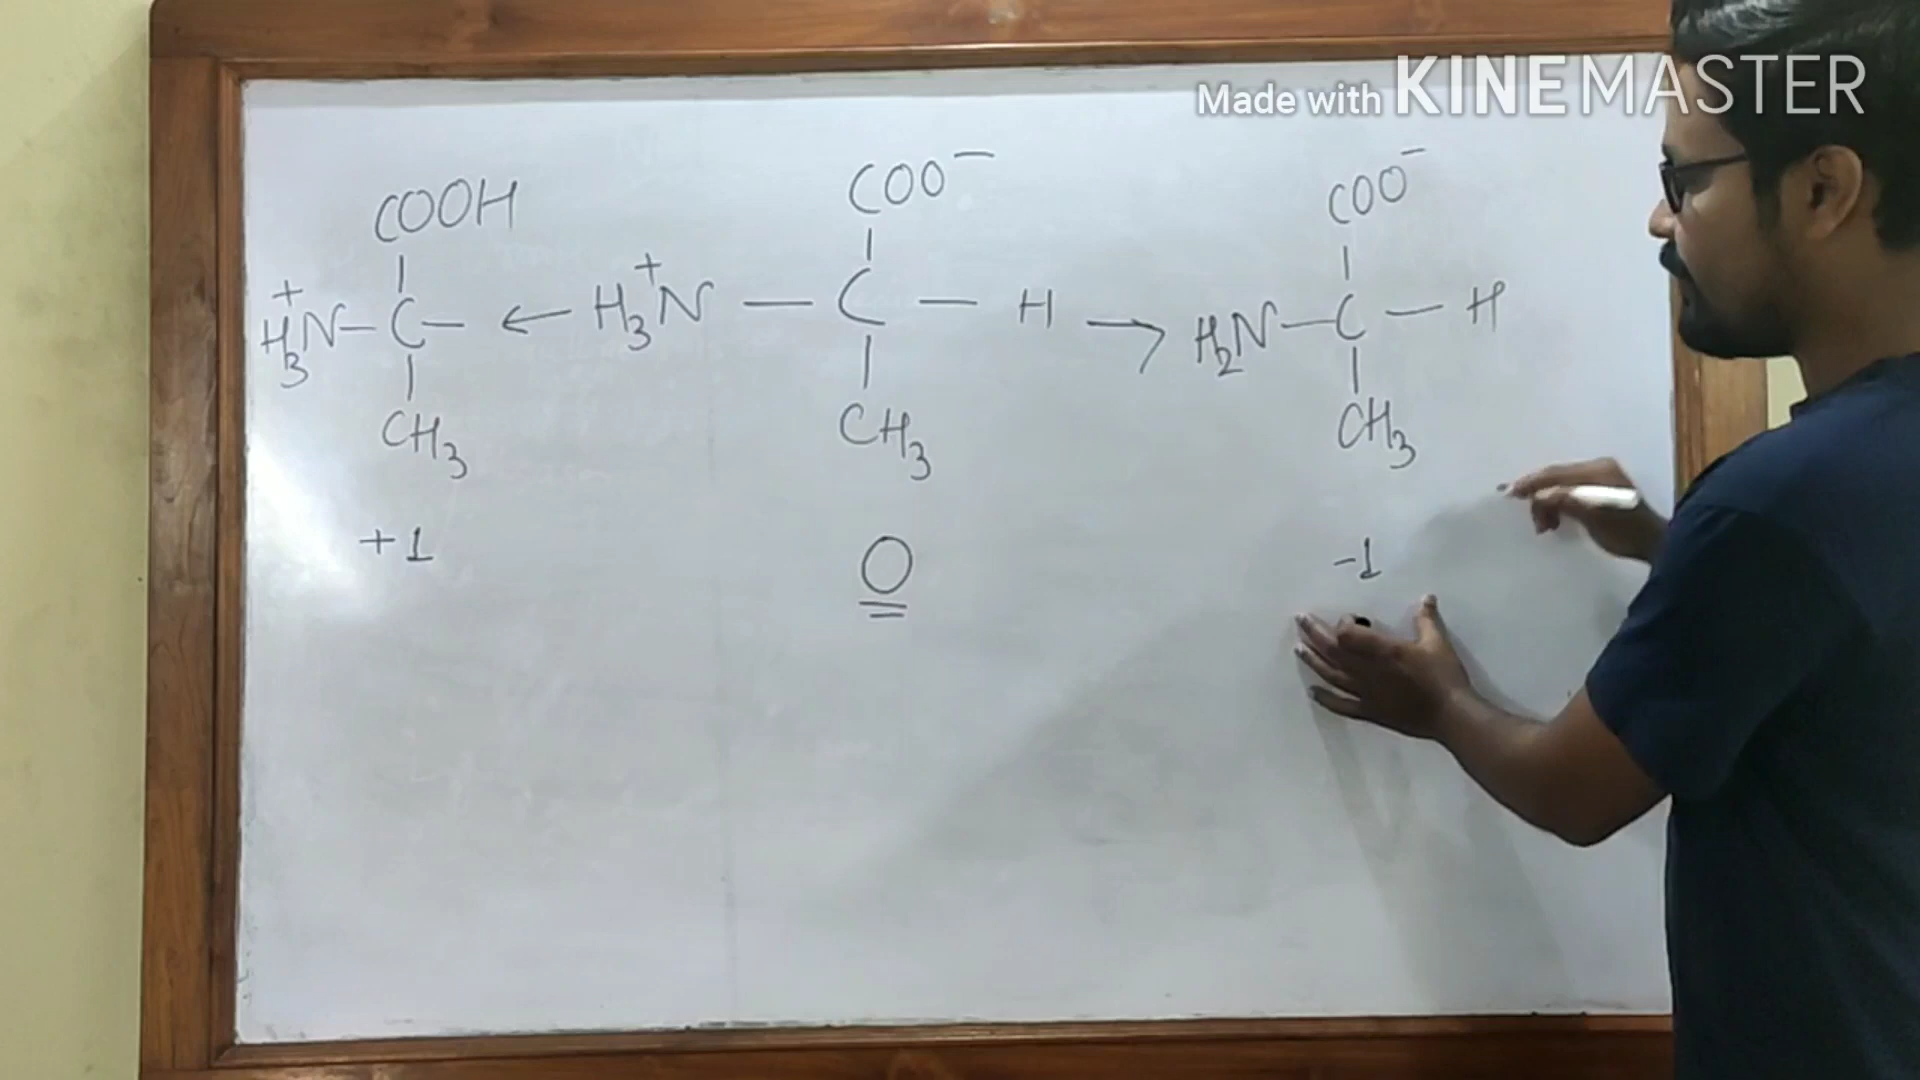 Made with KINEMASTER
COOH
H₃N⁺–C–
CH₃
+1
←
COO⁻
H₃N⁺–C–H
CH₃
0
→
COO⁻
H₂N–C–H
CH₃
-1